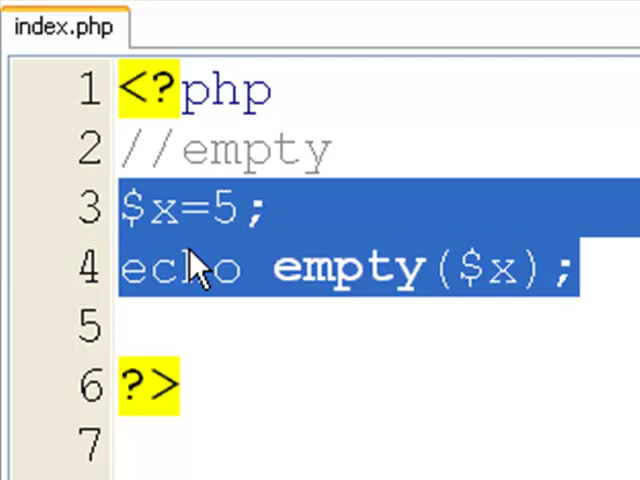 index.php
1 <?php
2 //empty
3 $x=5;
4 echo empty($x);
5
6 ?>
7